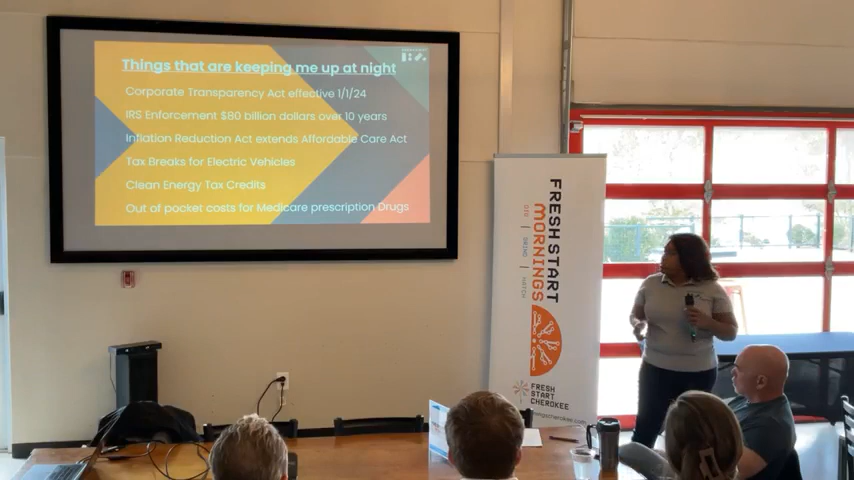 Things that are keeping me up at night
Corporate Transparency Act effective 1/1/24
IRS Enforcement $80 billion dollars over 10 years
Inflation Reduction Act extends Affordable Care Act
Tax Breaks for Electric Vehicles
Clean Energy Tax Credits
Out of pocket costs for Medicare prescription Drugs
FRESH START
MORNINGS
FRESH
START
CHEROKEE